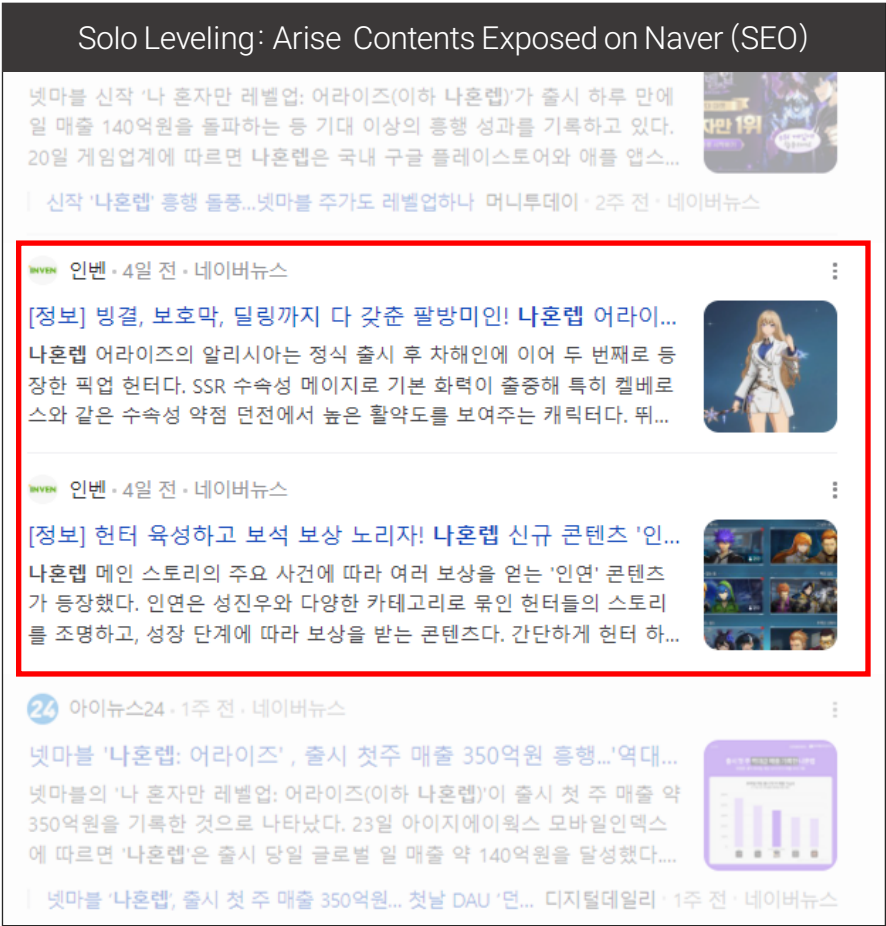 Solo Leveling: Arise Contents Exposed on Naver (SEO)
넷마블 신작 '나 혼자만 레벨업: 어라이즈(이하 나혼렙)'가 출시 하루 만에
일 매출 140억원을 돌파하는 등 기대 이상의 흥행 성과를 기록하고 있다.
20일 게임업계에 따르면 나혼렙은 국내 구글 플레이스토어와 애플 앱스...
신작 '나혼렙' 흥행 돌풍...넷마블 주가도 레벨업하나 머니투데이 · 2주 전 · 네이버뉴스
INVEN 인벤 · 4일 전 · 네이버뉴스
[정보] 빙결, 보호막, 딜링까지 다 갖춘 팔방미인! 나혼렙 어라이...
나혼렙 어라이즈의 알리시아는 정식 출시 후 차해인에 이어 두 번째로 등
장한 픽업 헌터다. SSR 수속성 메이지로 기본 화력이 출중해 특히 켈베로
스와 같은 수속성 약점 던전에서 높은 활약도를 보여주는 캐릭터다. 뛰...
INVEN 인벤 · 4일 전 · 네이버뉴스
[정보] 헌터 육성하고 보석 보상 노리자! 나혼렙 신규 콘텐츠 '인...
나혼렙 메인 스토리의 주요 사건에 따라 여러 보상을 얻는 '인연' 콘텐츠
가 등장했다. 인연은 성진우와 다양한 카테고리로 묶인 헌터들의 스토리
를 조명하고, 성장 단계에 따라 보상을 받는 콘텐츠다. 간단하게 헌터 하...
24 아이뉴스24 · 1주 전 · 네이버뉴스
넷마블 '나혼렙: 어라이즈' , 출시 첫주 매출 350억원 흥행...'역대...
넷마블의 '나 혼자만 레벨업: 어라이즈(이하 나혼렙)'이 출시 첫 주 매출 약
350억원을 기록한 것으로 나타났다. 23일 아이지에이웍스 모바일인덱스
에 따르면 '나혼렙'은 출시 당일 글로벌 일 매출 약 140억원을 달성했다....
넷마블 '나혼렙', 출시 첫 주 매출 350억원... 첫날 DAU '던... 디지털데일리 · 1주 전 · 네이버뉴스